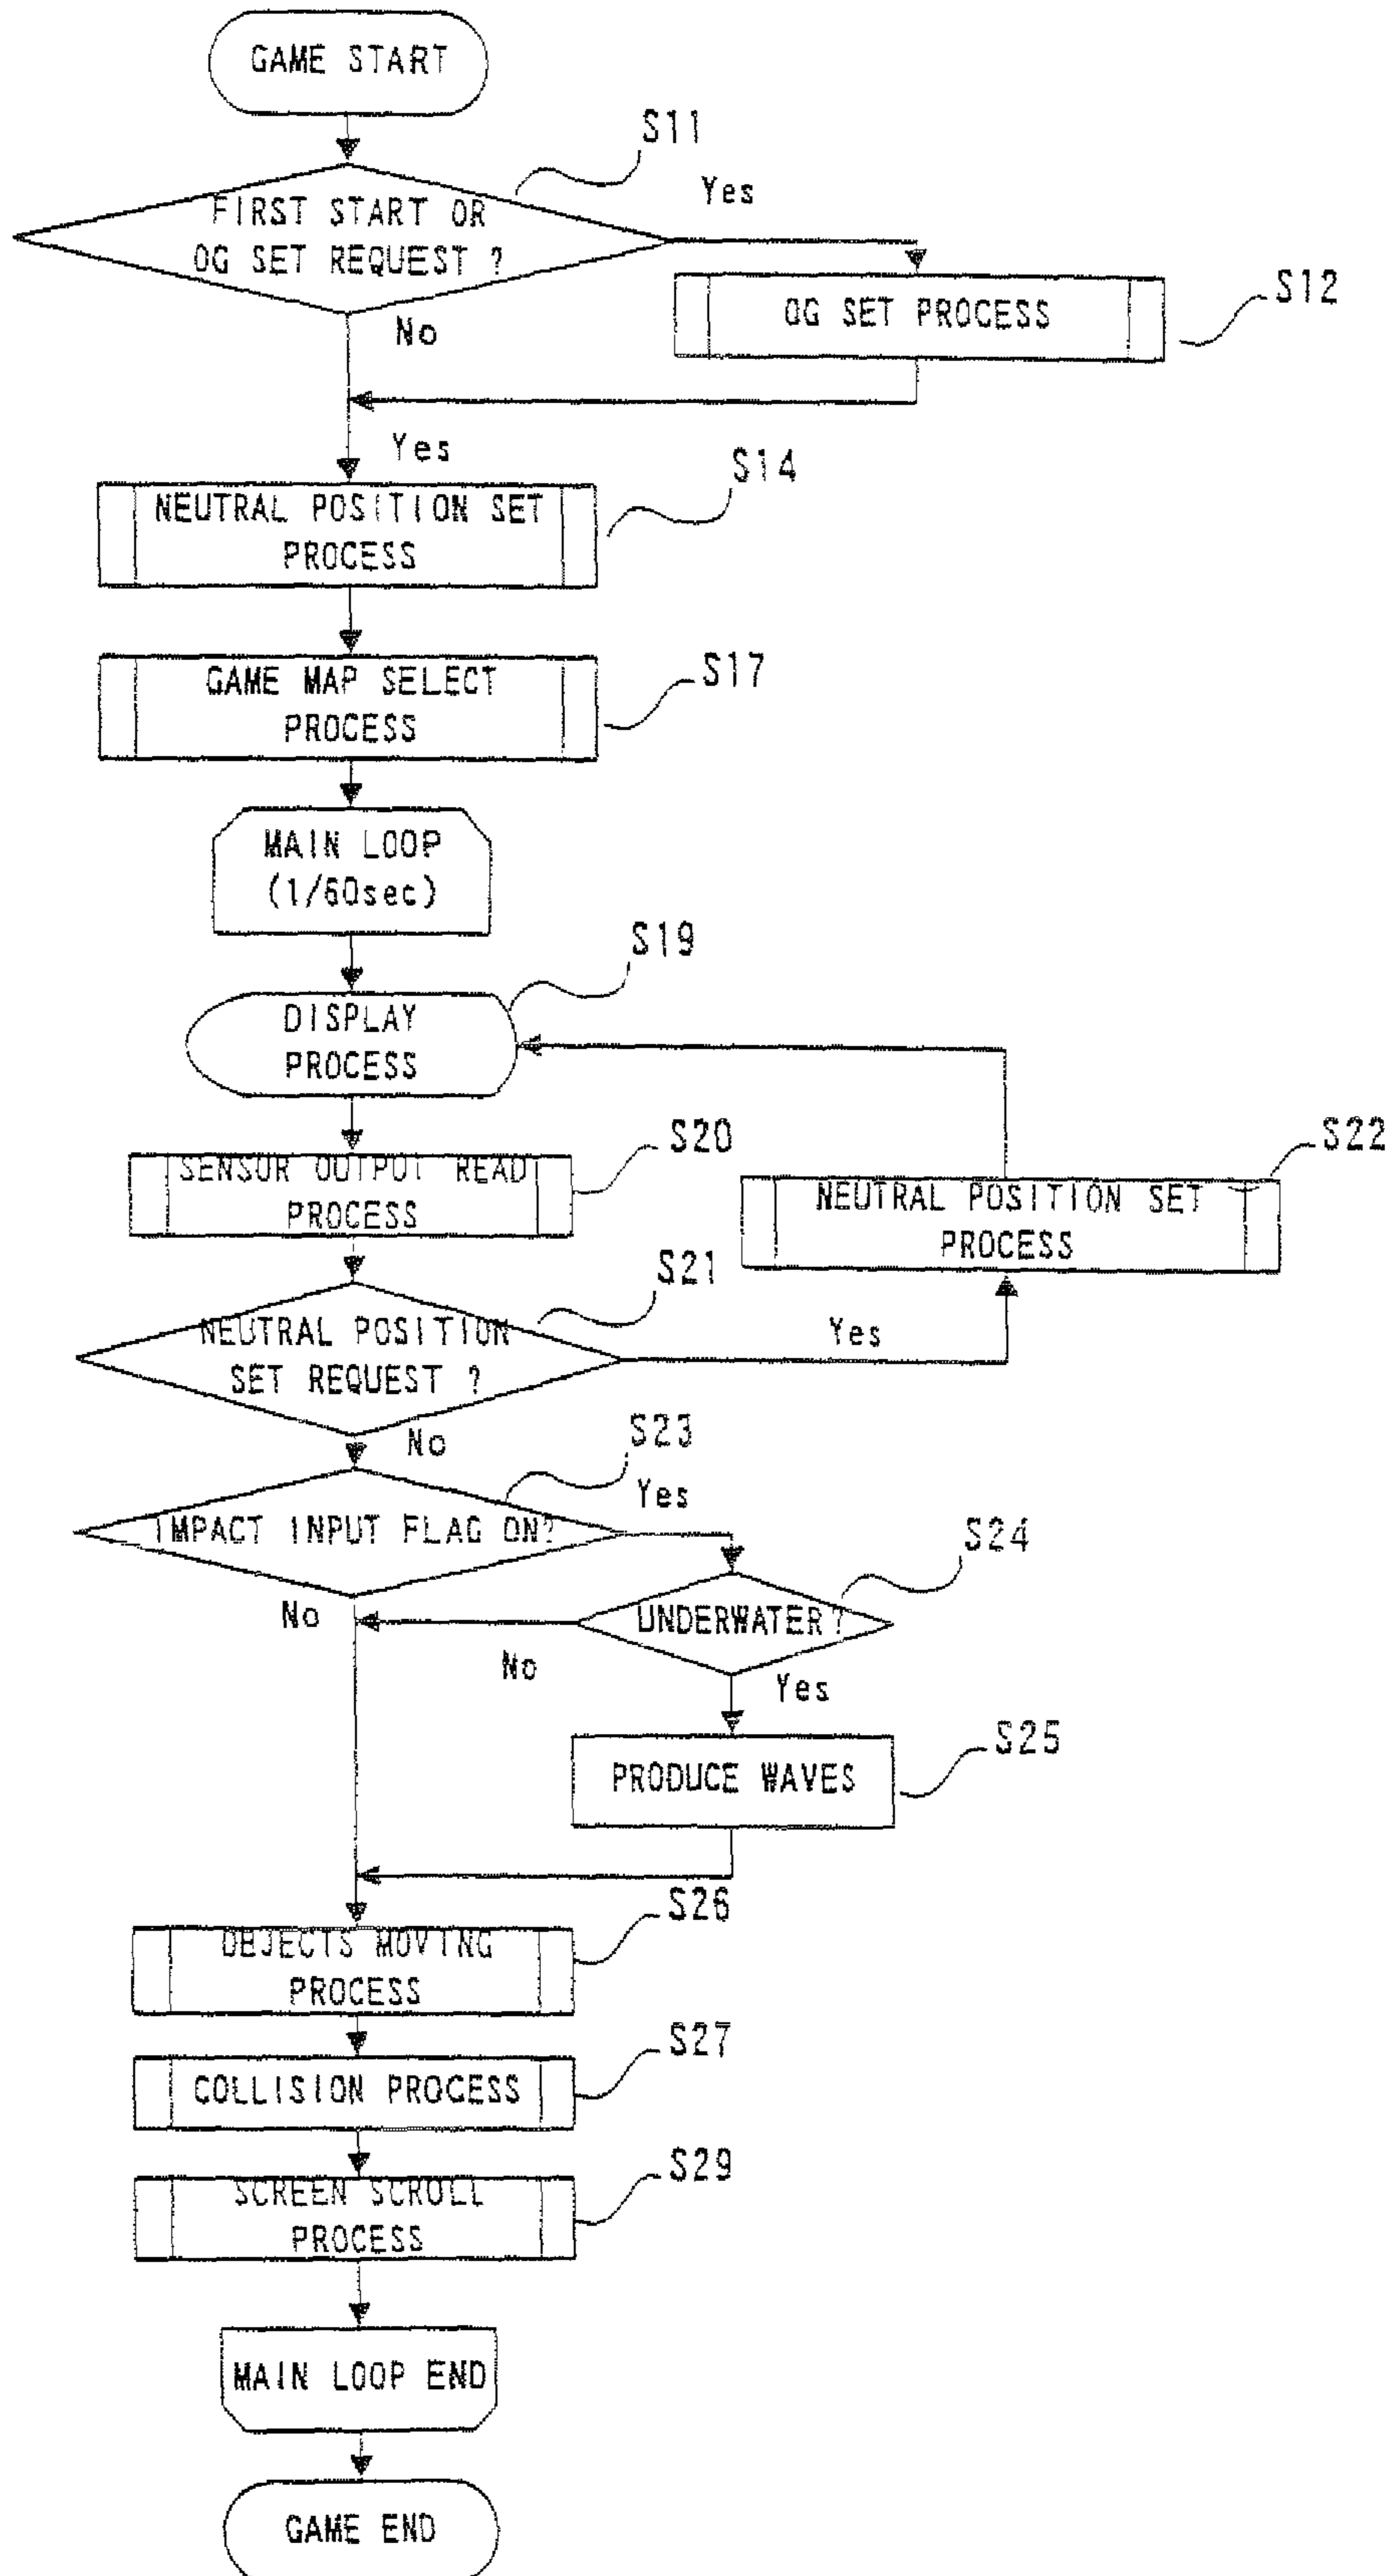 GAME START
S11
Yes
FIRST START OR
0G SET REQUEST ?
S12
0G SET PROCESS
No
Yes
S14
NEUTRAL POSITION SET
PROCESS
S17
GAME MAP SELECT
PROCESS
MAIN LOOP
(1/60sec)
S19
DISPLAY
PROCESS
S20
SENSOR OUTPUT READ
PROCESS
S22
NEUTRAL POSITION SET
PROCESS
S21
NEUTRAL POSITION
SET REQUEST ?
Yes
No
S23
Yes
IMPACT INPUT FLAG ON?
S24
No
UNDERWATER?
No
Yes
S25
PRODUCE WAVES
S26
OBJECTS MOVING
PROCESS
S27
COLLISION PROCESS
S29
SCREEN SCROLL
PROCESS
MAIN LOOP END
GAME END